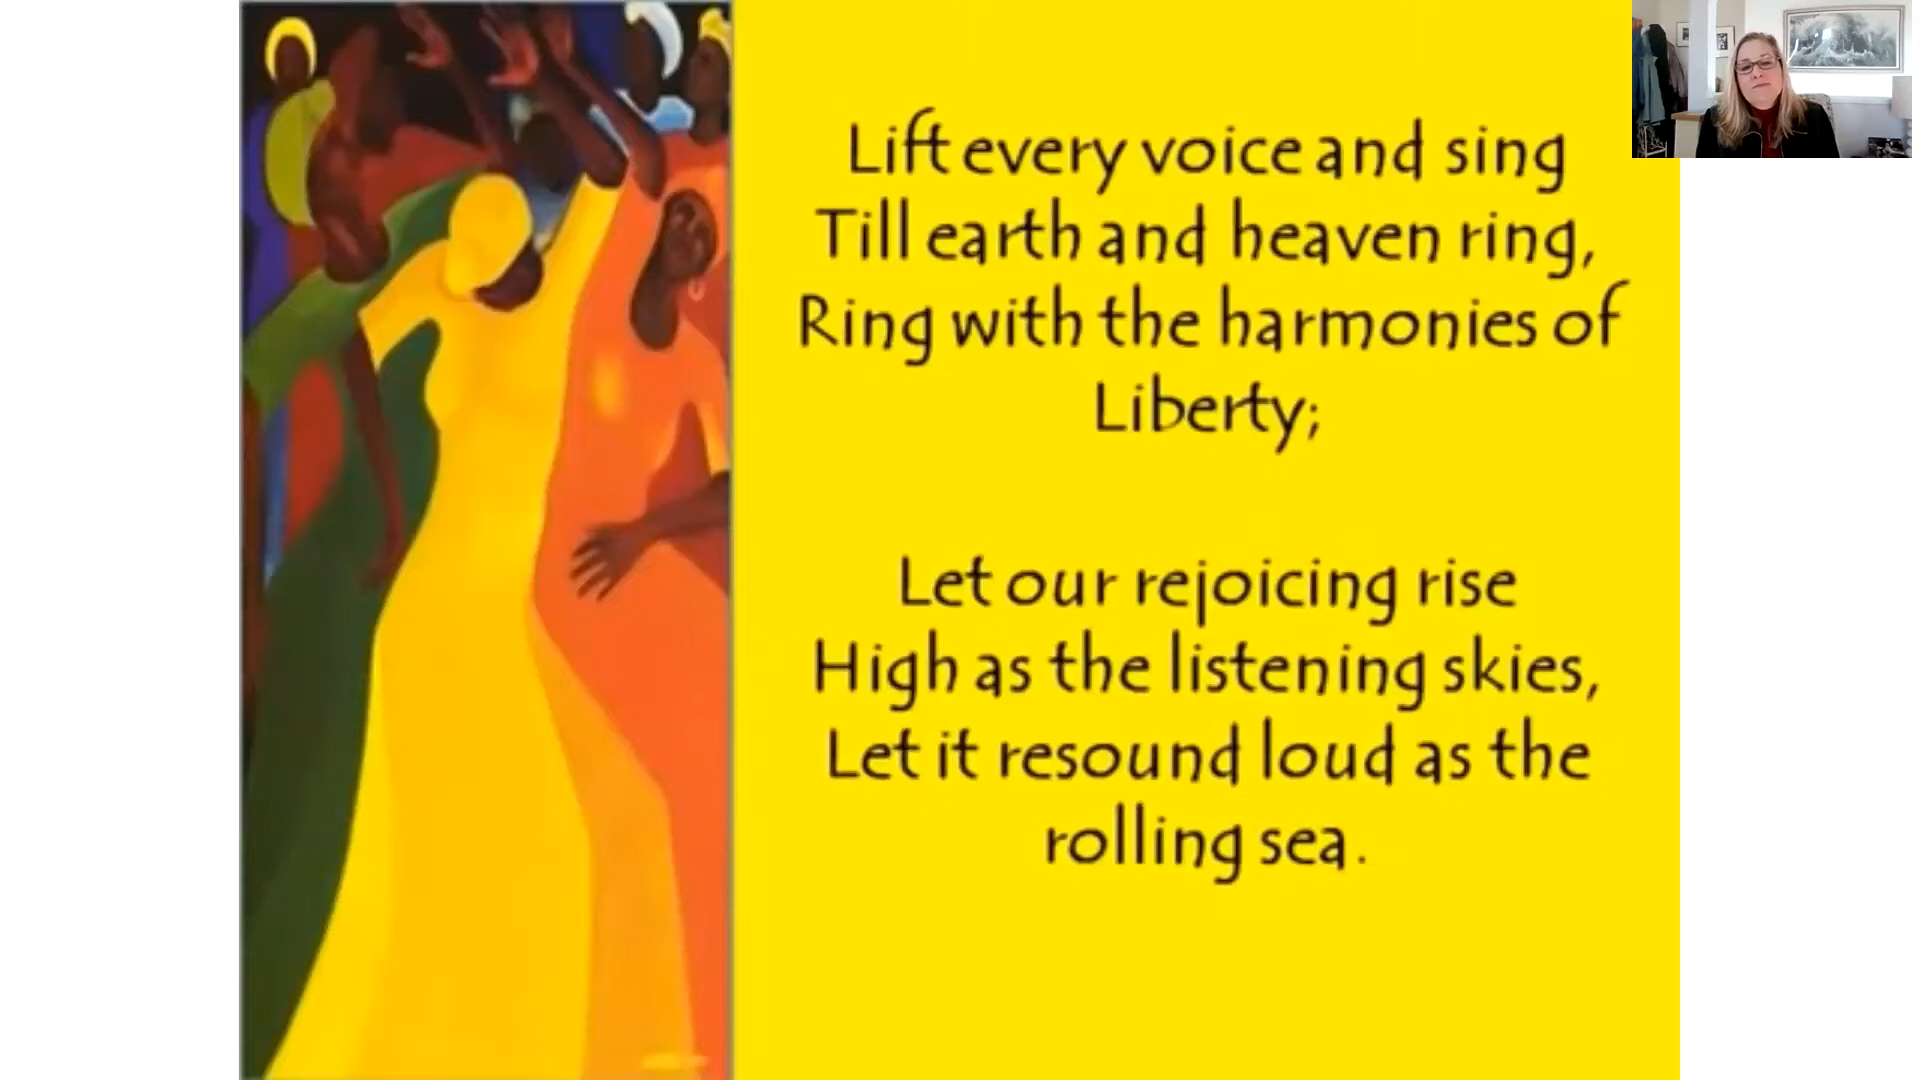 Lift every voice and sing
Till earth and heaven ring,
Ring with the harmonies of
Liberty;
Let our rejoicing rise
High as the listening skies,
Let it resound loud as the
rolling sea.